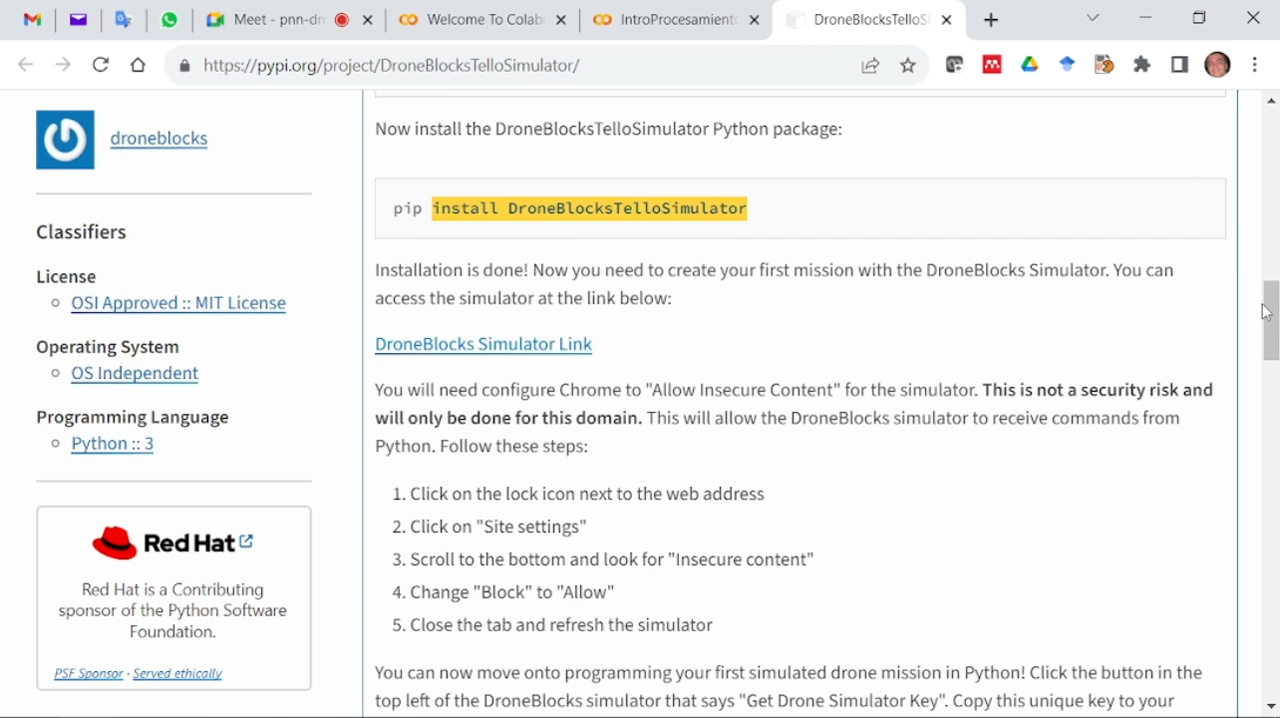 Meet - pnn-dn
Welcome To Colab
IntroProcesamiento
DroneBlocksTelloSi
https://pypi.org/project/DroneBlocksTelloSimulator/
droneblocks
Classifiers
License
OSI Approved :: MIT License
Operating System
OS Independent
Programming Language
Python :: 3
Red Hat
Red Hat is a Contributing
sponsor of the Python Software
Foundation.
PSF Sponsor · Served ethically
Now install the DroneBlocksTelloSimulator Python package:
pip install DroneBlocksTelloSimulator
Installation is done! Now you need to create your first mission with the DroneBlocks Simulator. You can
access the simulator at the link below:
DroneBlocks Simulator Link
You will need configure Chrome to "Allow Insecure Content" for the simulator. This is not a security risk and
will only be done for this domain. This will allow the DroneBlocks simulator to receive commands from
Python. Follow these steps:
1. Click on the lock icon next to the web address
2. Click on "Site settings"
3. Scroll to the bottom and look for "Insecure content"
4. Change "Block" to "Allow"
5. Close the tab and refresh the simulator
You can now move onto programming your first simulated drone mission in Python! Click the button in the
top left of the DroneBlocks simulator that says "Get Drone Simulator Key". Copy this unique key to your